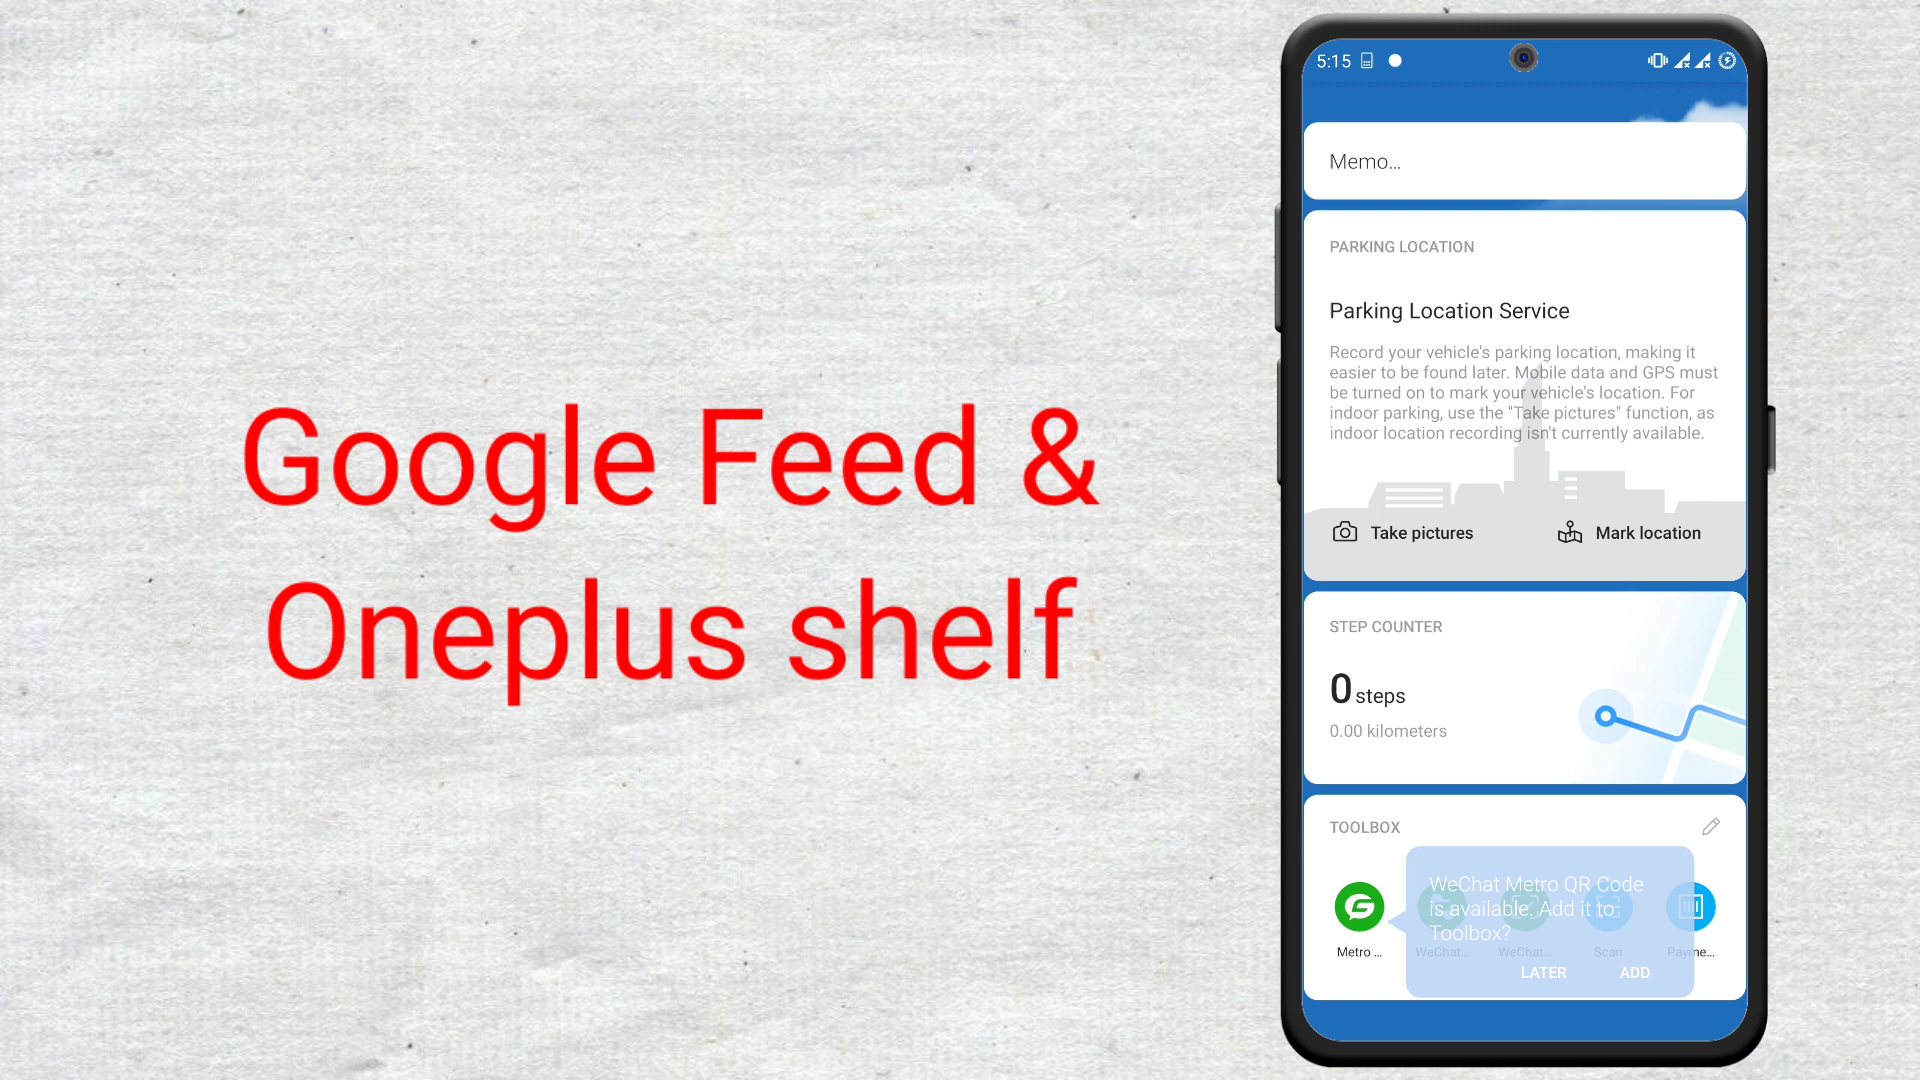 Google Feed &
Oneplus shelf
5:15
Memo...
PARKING LOCATION
Parking Location Service
Record your vehicle's parking location, making it
easier to be found later. Mobile data and GPS must
be turned on to mark your vehicle's location. For
indoor parking, use the "Take pictures" function, as
indoor location recording isn't currently available.
Take pictures
Mark location
STEP COUNTER
0 steps
0.00 kilometers
TOOLBOX
WeChat Metro QR Code
is available. Add it to
Toolbox?
Metro ...
WeChat...
WeChat...
Scan
Payme...
LATER
ADD